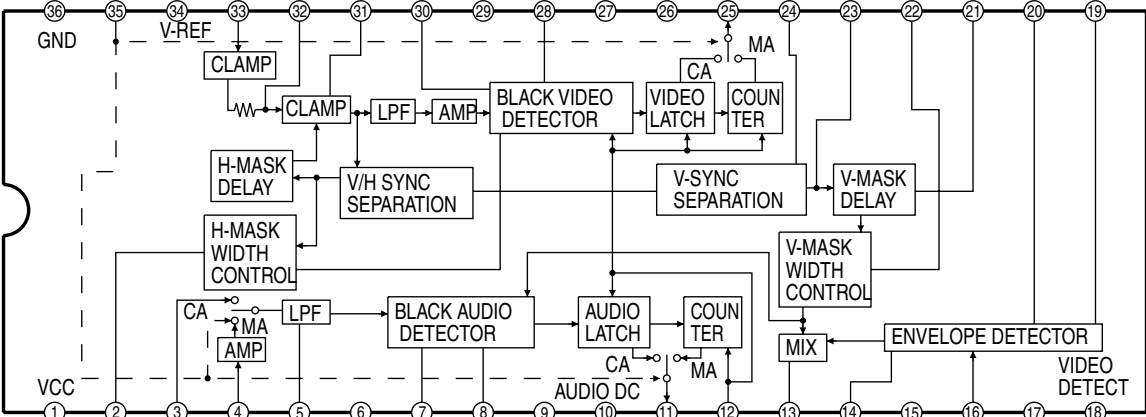 36 35 34 33 32 31 30 29 28 27 26 25 24 23 22 21 20 19
GND
V-REF
CLAMP
CLAMP
LPF
AMP
BLACK VIDEO
DETECTOR
VIDEO
LATCH
COUN
TER
CA
MA
H-MASK
DELAY
V/H SYNC
SEPARATION
V-SYNC
SEPARATION
V-MASK
DELAY
H-MASK
WIDTH
CONTROL
V-MASK
WIDTH
CONTROL
CA
MA
AMP
LPF
BLACK AUDIO
DETECTOR
AUDIO
LATCH
COUN
TER
MIX
ENVELOPE DETECTOR
CA
MA
VCC
AUDIO DC
VIDEO
DETECT
1 2 3 4 5 6 7 8 9 10 11 12 13 14 15 16 17 18